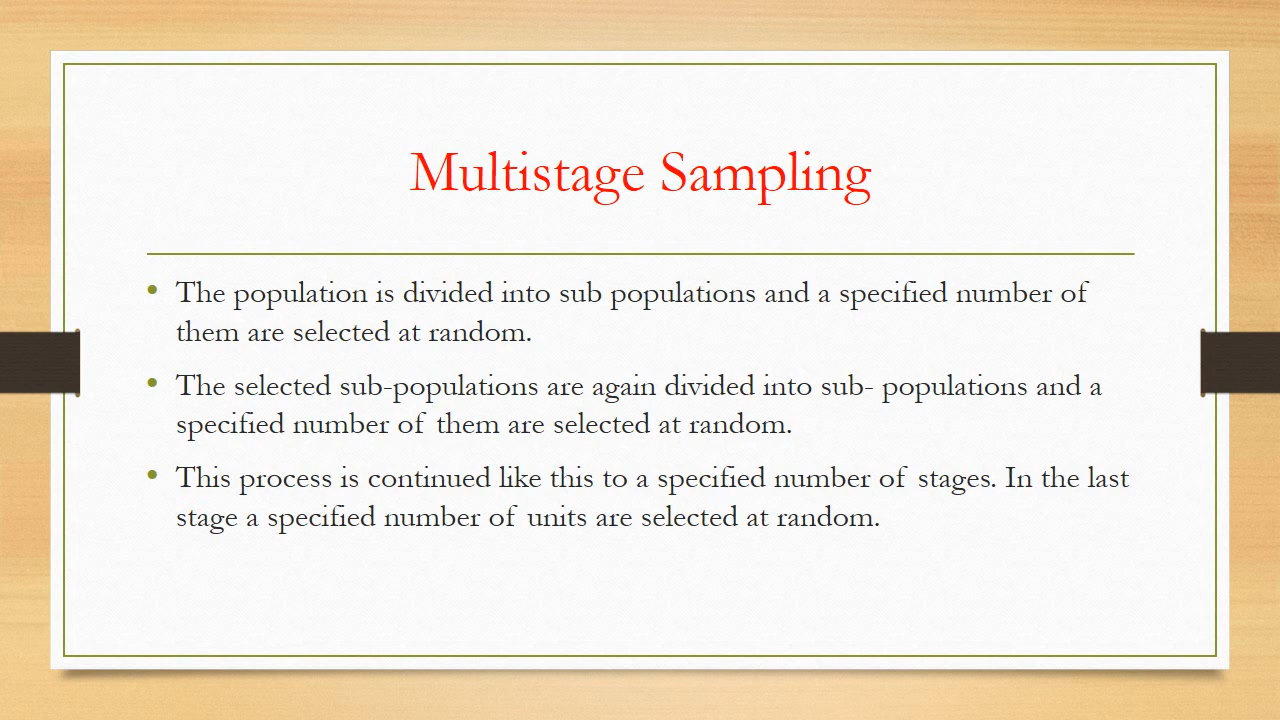 Multistage Sampling
• The population is divided into sub populations and a specified number of
them are selected at random.
• The selected sub-populations are again divided into sub- populations and a
specified number of them are selected at random.
• This process is continued like this to a specified number of stages. In the last
stage a specified number of units are selected at random.